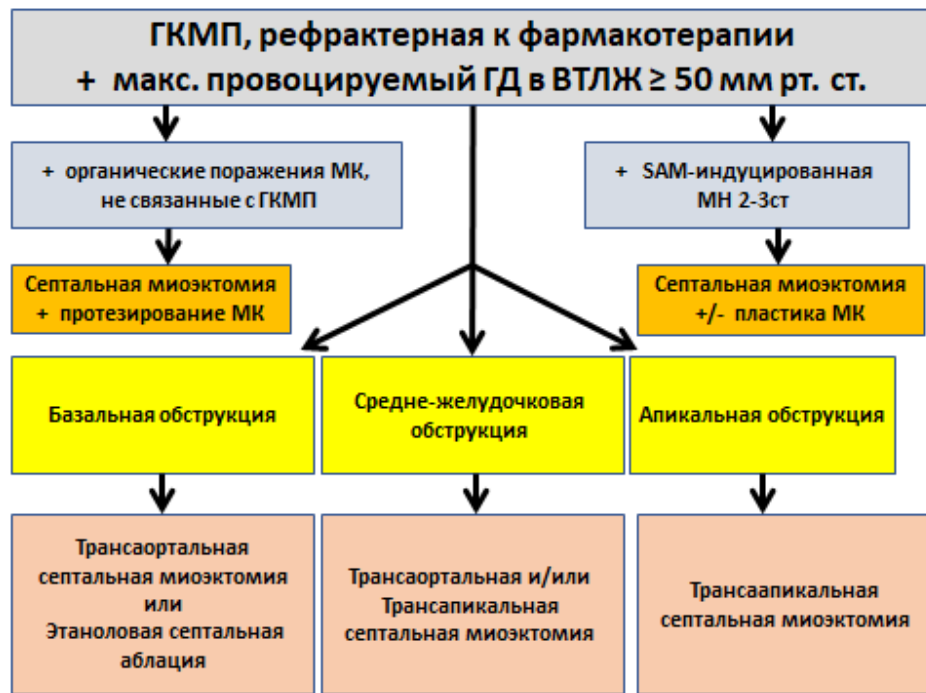 ГКМП, рефрактерная к фармакотерапии
+ макс. провоцируемый ГД в ВТЛЖ ≥ 50 мм рт. ст.
+ органические поражения МК,
не связанные с ГКМП
+ SAM-индуцированная
МН 2-3ст
Септальная миоэктомия
+ протезирование МК
Септальная миоэктомия
+/- пластика МК
Базальная обструкция
Средне-желудочковая
обструкция
Апикальная обструкция
Трансаортальная
септальная миоэктомия
или
Этаноловая септальная
аблация
Трансаортальная и/или
Трансапикальная
септальная миоэктомия
Трансаапикальная
септальная миоэктомия